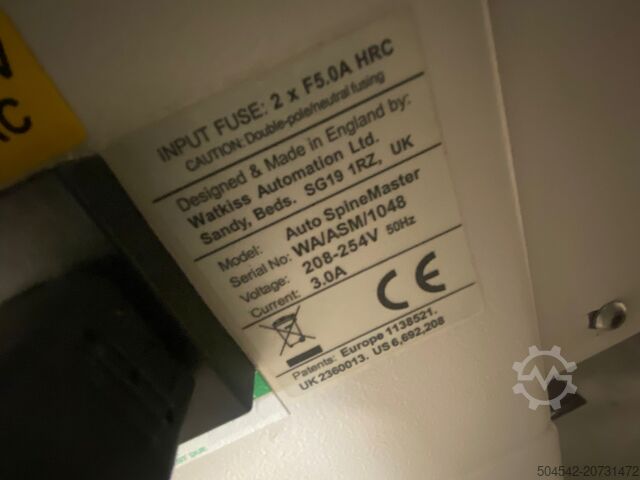 INPUT FUSE: 2 x F5.0A HRC
CAUTION: Double-pole/neutral fusing
Designed & Made in England by:
Watkiss Automation Ltd.
Sandy, Beds. SG19 1RZ, UK
Model: Auto SpineMaster
Serial No: WA/ASM/1048
Voltage: 208-254V 50Hz
Current: 3.0A
CE
Patents: Europe 1138521.
UK 2360013. US 6,692,208
504542-20731472